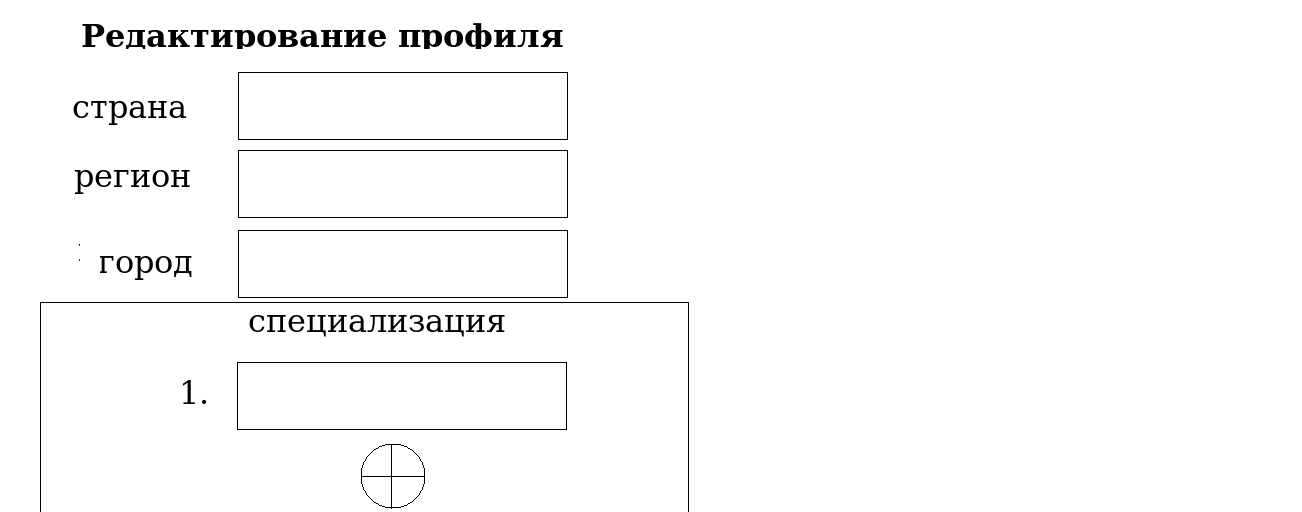 Редактирование профиля
страна
регион
город
специализация
1.